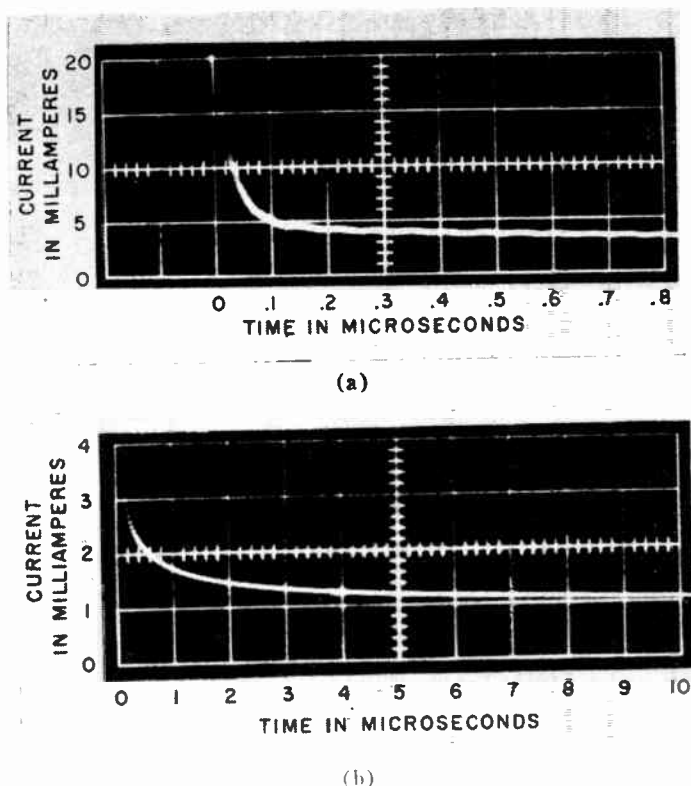 CURRENT
IN MILLAMPERES
20
15
10
5
0
0 .1 .2 .3 .4 .5 .6 .7 .8
TIME IN MICROSECONDS
(a)
CURRENT
IN MILLIAMPERES
4
3
2
1
0
0 1 2 3 4 5 6 7 8 9 10
TIME IN MICROSECONDS
(b)